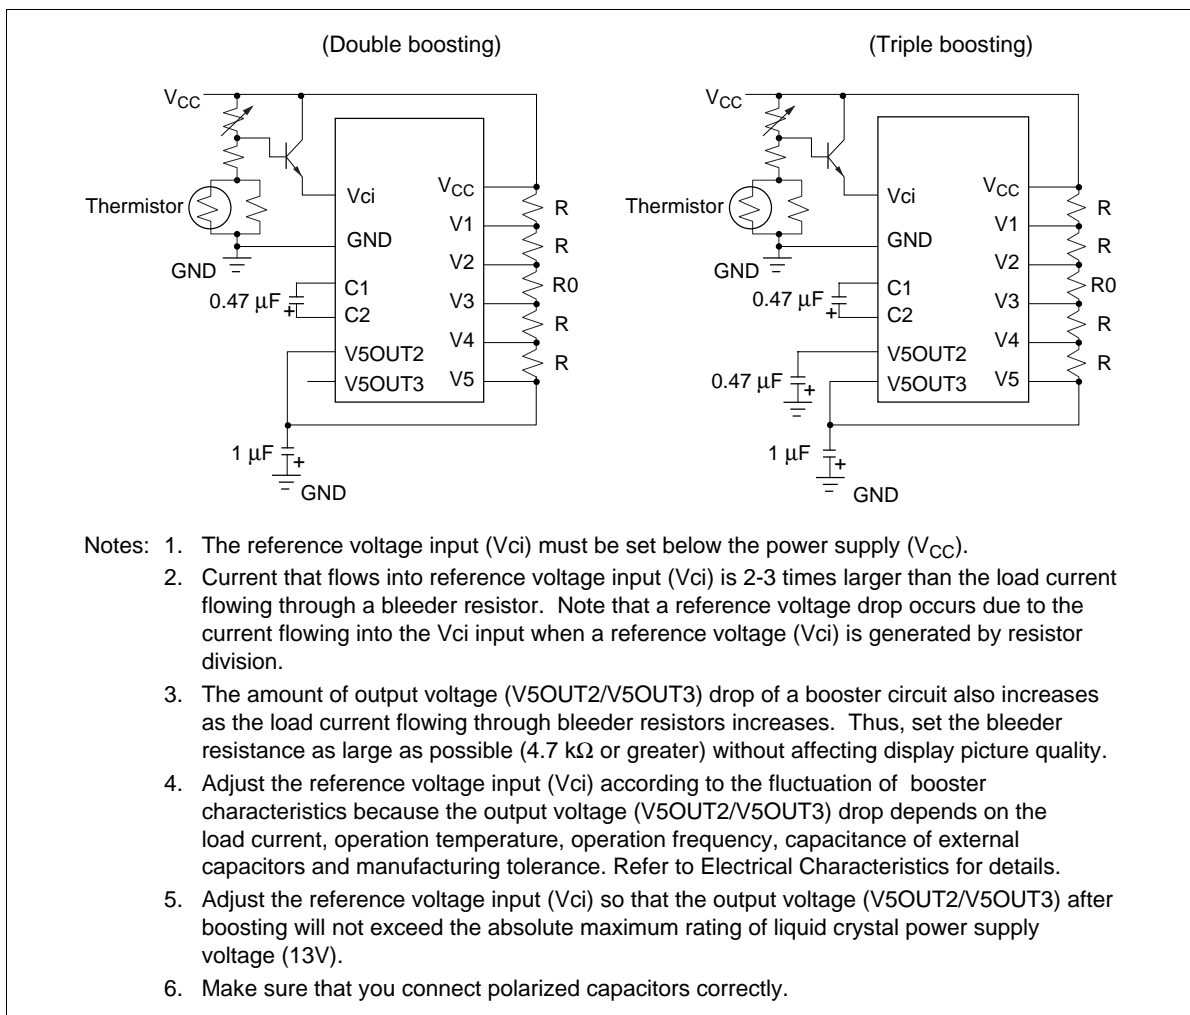 (Double boosting)
(Triple boosting)
VCC
Thermistor
GND
0.47 μF
+
Vci
GND
C1
C2
V5OUT2
V5OUT3
VCC
V1
V2
V3
V4
V5
R
R
R0
R
R
1 μF
+
GND
VCC
Thermistor
GND
0.47 μF
+
0.47 μF
+
Vci
GND
C1
C2
V5OUT2
V5OUT3
VCC
V1
V2
V3
V4
V5
R
R
R0
R
R
1 μF
+
GND
Notes: 1. The reference voltage input (Vci) must be set below the power supply (VCC).
2. Current that flows into reference voltage input (Vci) is 2-3 times larger than the load current
flowing through a bleeder resistor. Note that a reference voltage drop occurs due to the
current flowing into the Vci input when a reference voltage (Vci) is generated by resistor
division.
3. The amount of output voltage (V5OUT2/V5OUT3) drop of a booster circuit also increases
as the load current flowing through bleeder resistors increases. Thus, set the bleeder
resistance as large as possible (4.7 kΩ or greater) without affecting display picture quality.
4. Adjust the reference voltage input (Vci) according to the fluctuation of booster
characteristics because the output voltage (V5OUT2/V5OUT3) drop depends on the
load current, operation temperature, operation frequency, capacitance of external
capacitors and manufacturing tolerance. Refer to Electrical Characteristics for details.
5. Adjust the reference voltage input (Vci) so that the output voltage (V5OUT2/V5OUT3) after
boosting will not exceed the absolute maximum rating of liquid crystal power supply
voltage (13V).
6. Make sure that you connect polarized capacitors correctly.